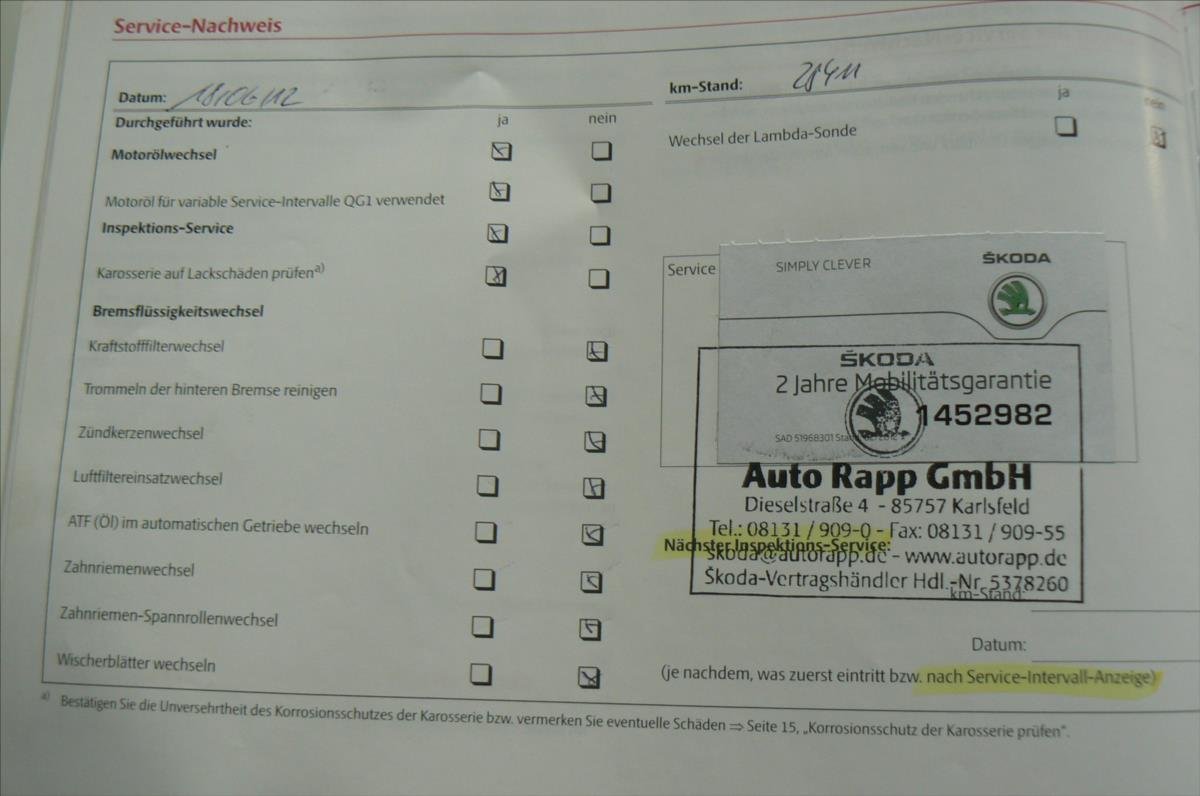 Service-Nachweis
Datum: 18/06/12
km-Stand: 28411
Durchgeführt wurde: ja nein
ja nein
Motorölwechsel
Wechsel der Lambda-Sonde
Motoröl für variable Service-Intervalle QG1 verwendet
Inspektions-Service
Karosserie auf Lackschäden prüfen a)
Bremsflüssigkeitswechsel
Kraftstofffilterwechsel
Trommeln der hinteren Bremse reinigen
Zündkerzenwechsel
Luftfiltereinsatzwechsel
ATF (Öl) im automatischen Getriebe wechseln
Zahnriemenwechsel
Zahnriemen-Spannrollenwechsel
Wischerblätter wechseln
Service
SIMPLY CLEVER
ŠKODA
ŠKODA
2 Jahre Mobilitätsgarantie
1452982
SAD 51968301
Auto Rapp GmbH
Dieselstraße 4 - 85757 Karlsfeld
Tel.: 08131 / 909-0 - Fax: 08131 / 909-55
Nächster Inspektions-Service:
skoda@autorapp.de - www.autorapp.de
Škoda-Vertragshändler Hdl.-Nr. 5378260
km-Stand:
Datum:
(je nachdem, was zuerst eintritt bzw. nach Service-Intervall-Anzeige)
a) Bestätigen Sie die Unversehrtheit des Korrosionsschutzes der Karosserie bzw. vermerken Sie eventuelle Schäden ⇒ Seite 15, „Korrosionsschutz der Karosserie prüfen“.